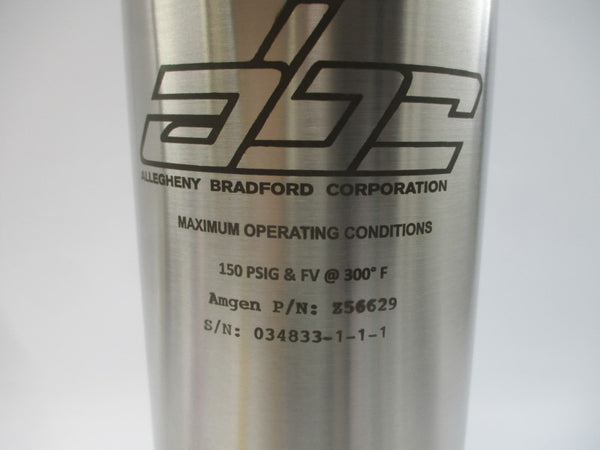 abc
ALLEGHENY BRADFORD CORPORATION
MAXIMUM OPERATING CONDITIONS
150 PSIG & FV @ 300° F
Amgen P/N: Z56629
S/N: 034833-1-1-1